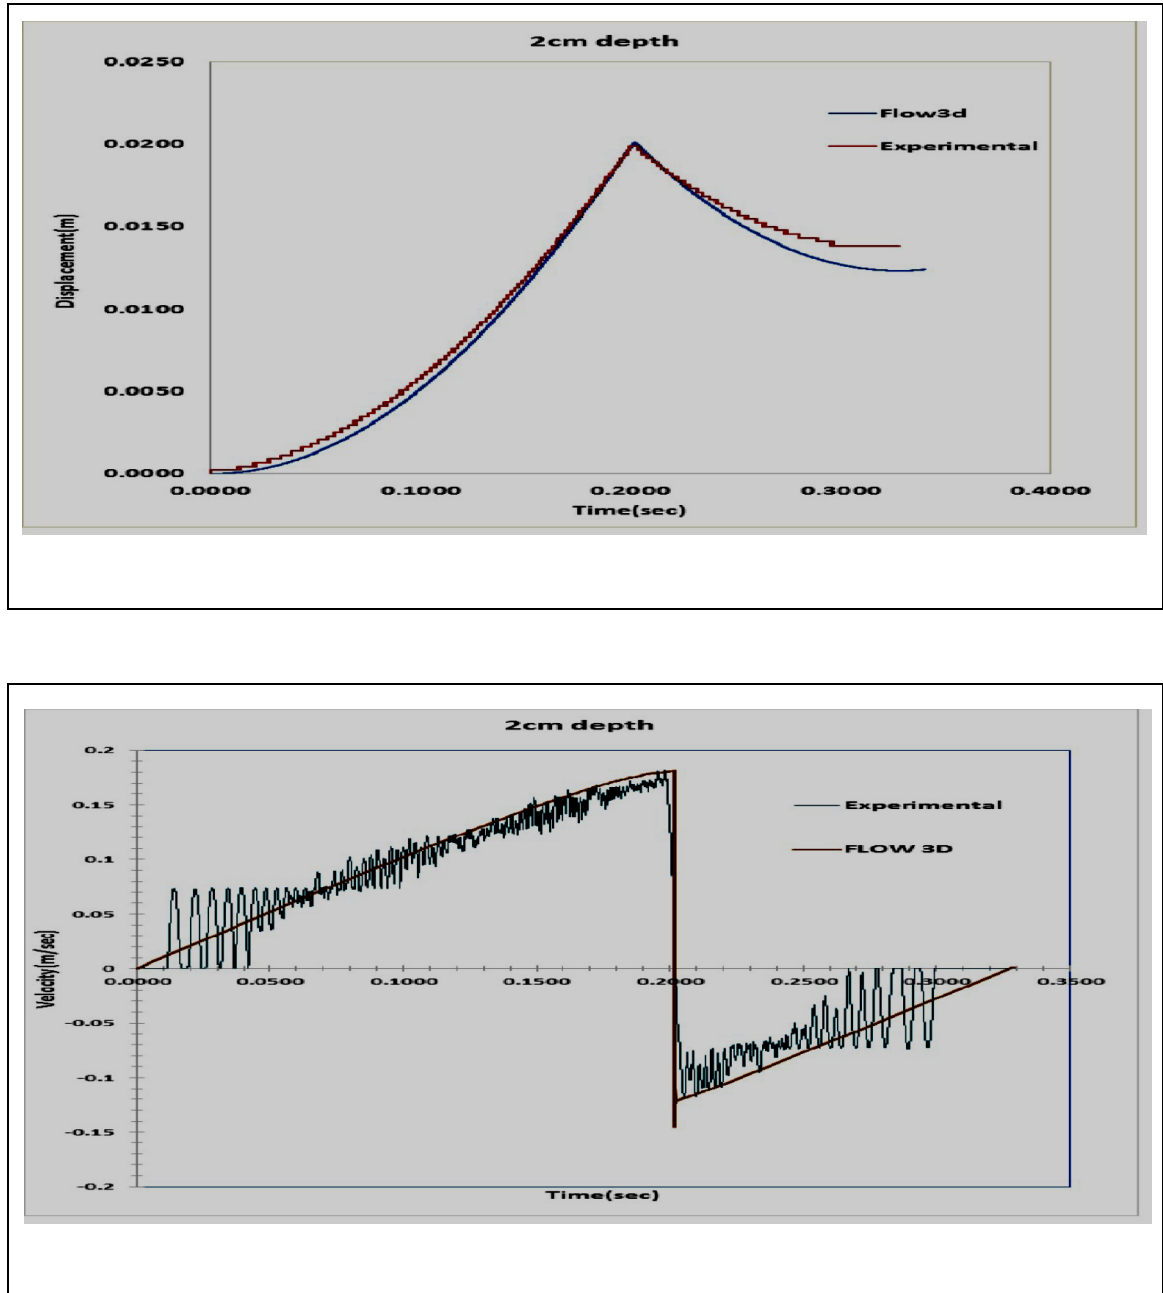 2cm depth
0.0250
Flow3d
0.0200
Experimental
0.0150
Displacement(m)
0.0100
0.0050
0.0000
0.0000 0.1000 0.2000 0.3000 0.4000
Time(sec)
2cm depth
0.2
0.15
Experimental
0.1
FLOW 3D
0.05
Velocity(m/sec)
0
0.0000 0.0500 0.1000 0.1500 0.2000 0.2500 0.3000 0.3500
-0.05
-0.1
-0.15
-0.2
Time(sec)